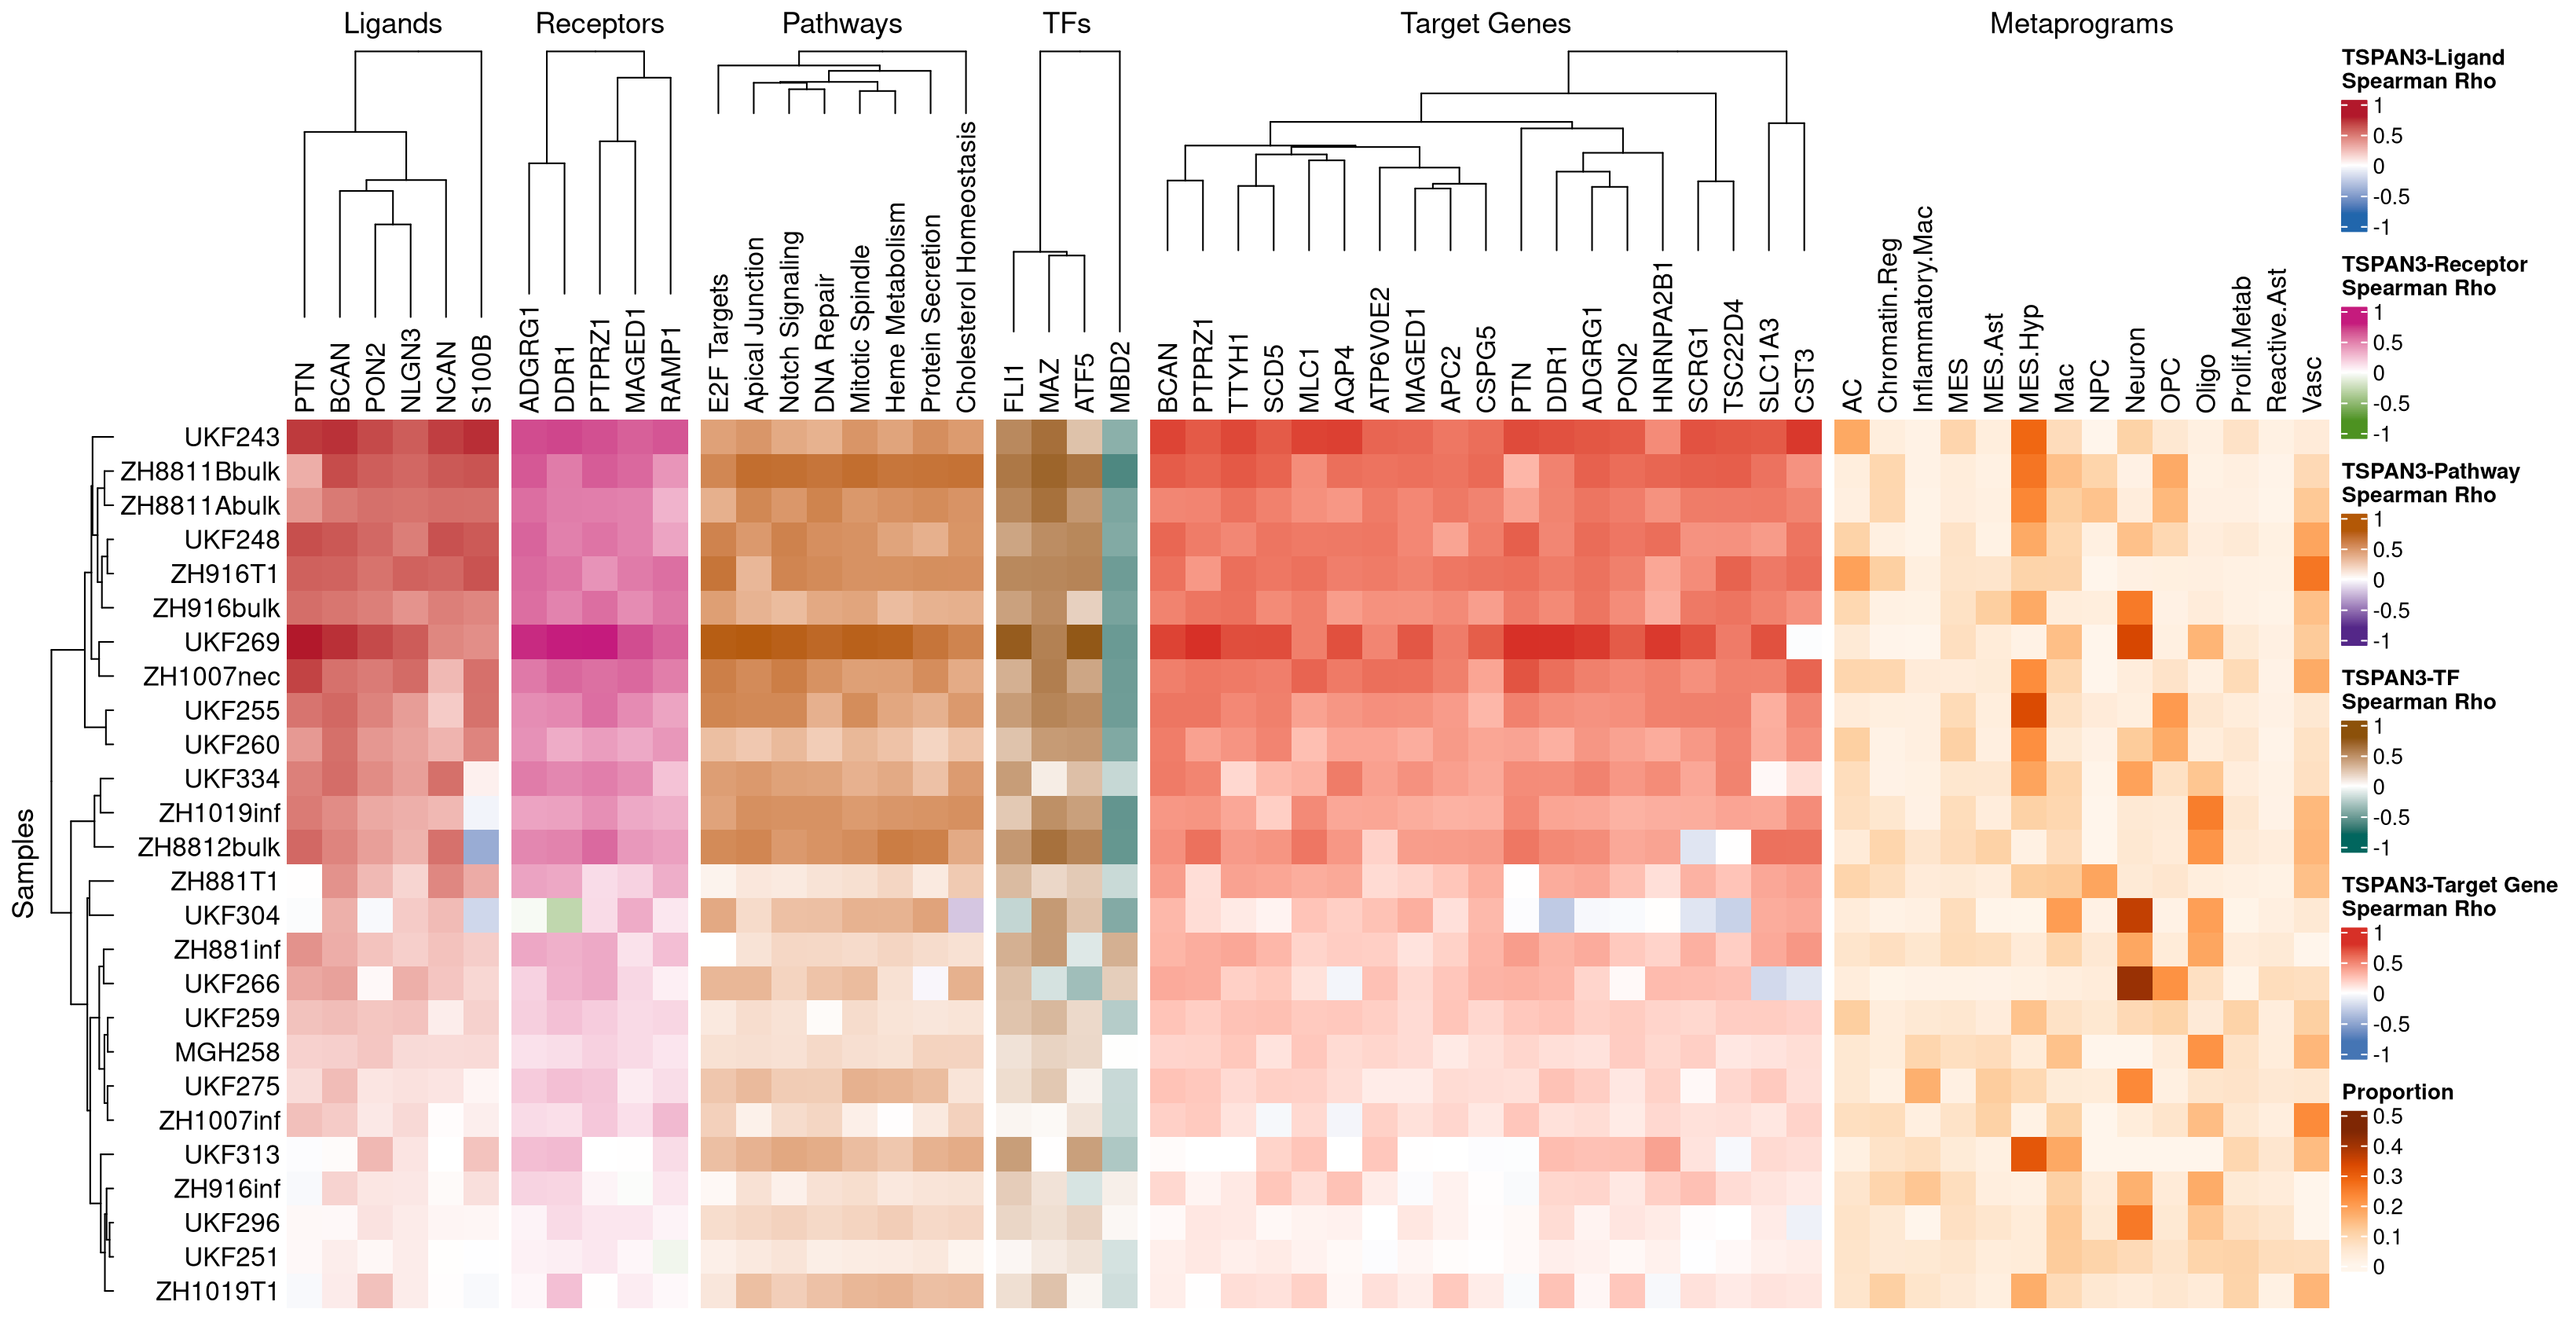 Ligands
Receptors
Pathways
TFs
Target Genes
Metaprograms
PTN
BCAN
PON2
NLGN3
NCAN
S100B
ADGRG1
DDR1
PTPRZ1
MAGED1
RAMP1
E2F Targets
Apical Junction
Notch Signaling
DNA Repair
Mitotic Spindle
Heme Metabolism
Protein Secretion
Cholesterol Homeostasis
FLI1
MAZ
ATF5
MBD2
BCAN
PTPRZ1
TTYH1
SCD5
MLC1
AQP4
ATP6V0E2
MAGED1
APC2
CSPG5
PTN
DDR1
ADGRG1
PON2
HNRNPA2B1
SCRG1
TSC22D4
SLC1A3
CST3
AC
Chromatin.Reg
Inflammatory.Mac
MES
MES.Ast
MES.Hyp
Mac
NPC
Neuron
OPC
Oligo
Prolif.Metab
Reactive.Ast
Vasc
Samples
UKF243
ZH8811Bbulk
ZH8811Abulk
UKF248
ZH916T1
ZH916bulk
UKF269
ZH1007nec
UKF255
UKF260
UKF334
ZH1019inf
ZH8812bulk
ZH881T1
UKF304
ZH881inf
UKF266
UKF259
MGH258
UKF275
ZH1007inf
UKF313
ZH916inf
UKF296
UKF251
ZH1019T1
TSPAN3-Ligand
Spearman Rho
1
0.5
0
-0.5
-1
TSPAN3-Receptor
Spearman Rho
1
0.5
0
-0.5
-1
TSPAN3-Pathway
Spearman Rho
1
0.5
0
-0.5
-1
TSPAN3-TF
Spearman Rho
1
0.5
0
-0.5
-1
TSPAN3-Target Gene
Spearman Rho
1
0.5
0
-0.5
-1
Proportion
0.5
0.4
0.3
0.2
0.1
0